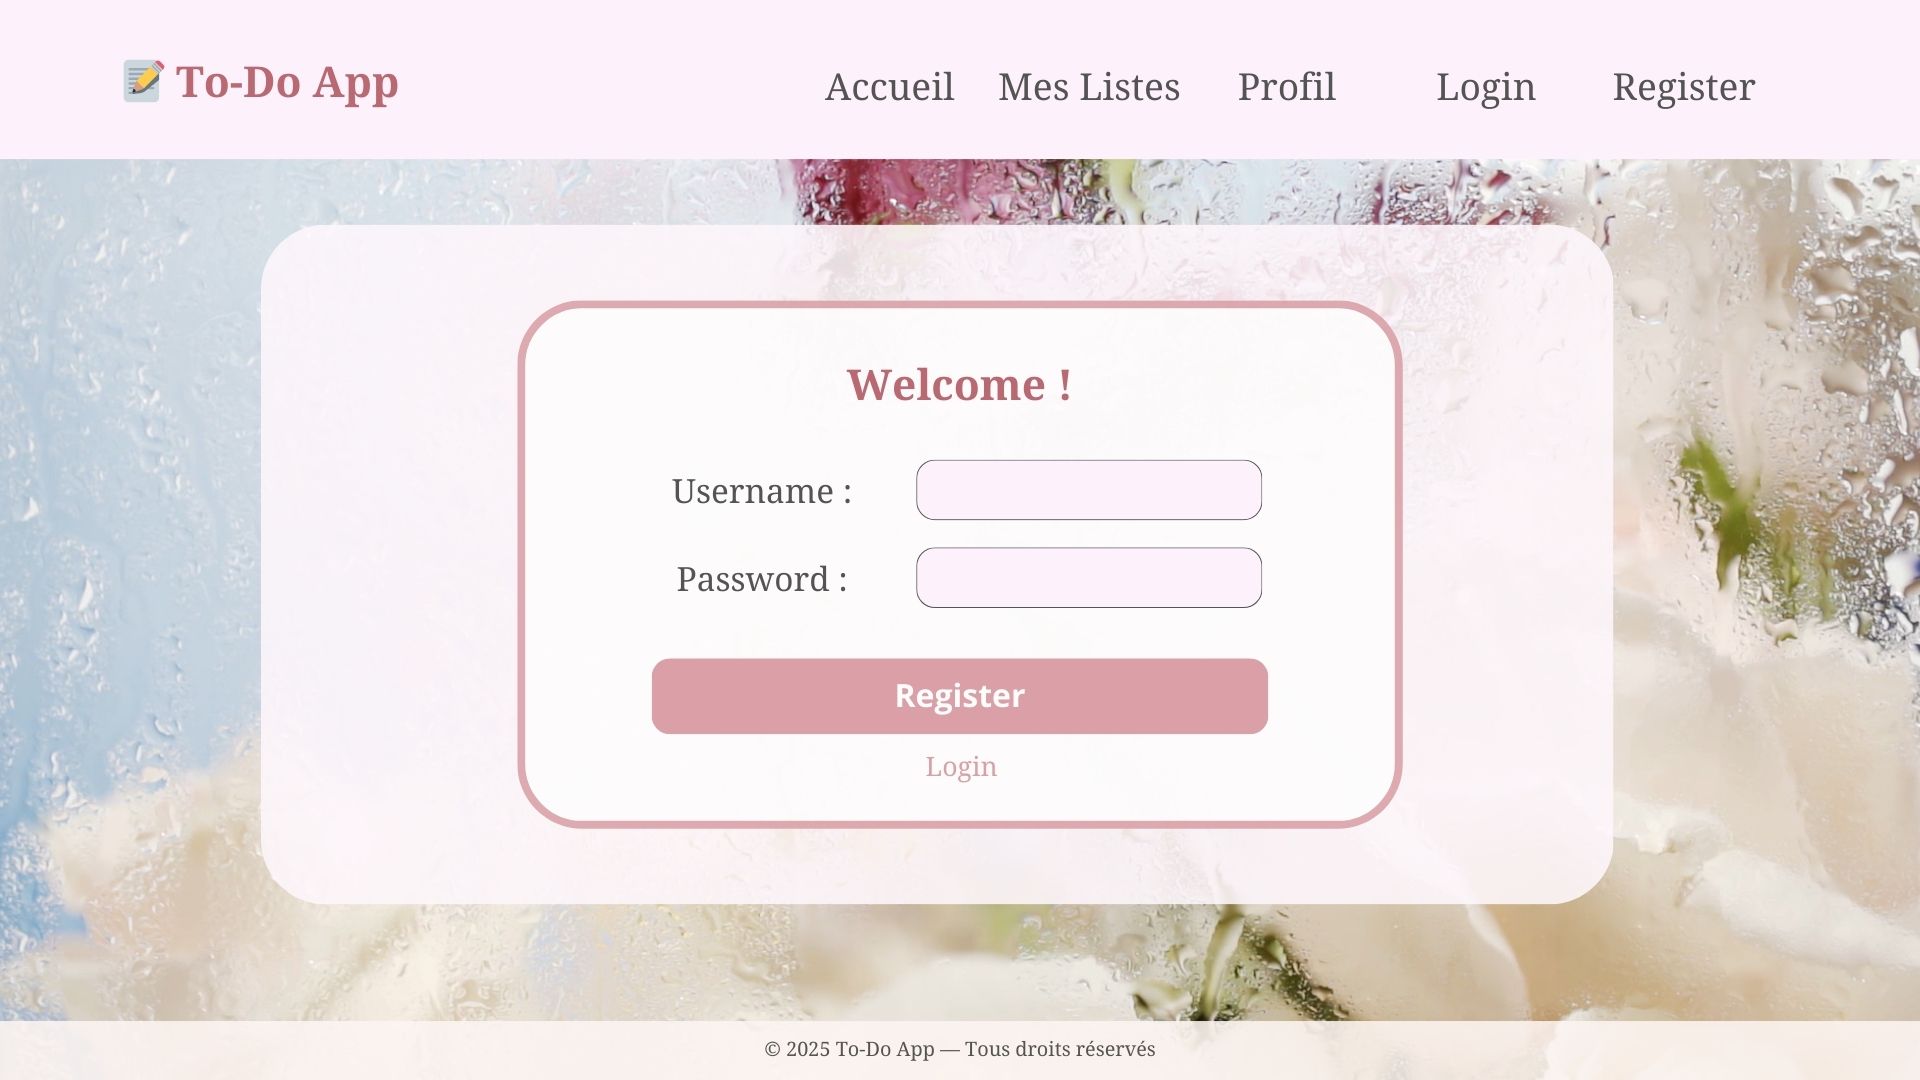 To-Do App
Accueil Mes Listes Profil Login Register
Welcome !
Username :
Password :
Register
Login
© 2025 To-Do App — Tous droits réservés